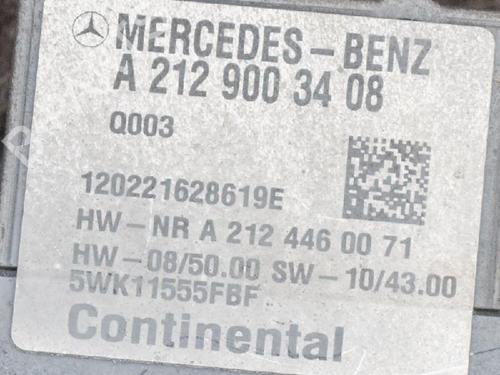 MERCEDES-BENZ
A 212 900 34 08
Q003
120221628619E
HW-NR A 212 446 00 71
HW-08/50.00 SW-10/43.00
5WK11555FBF
Continental